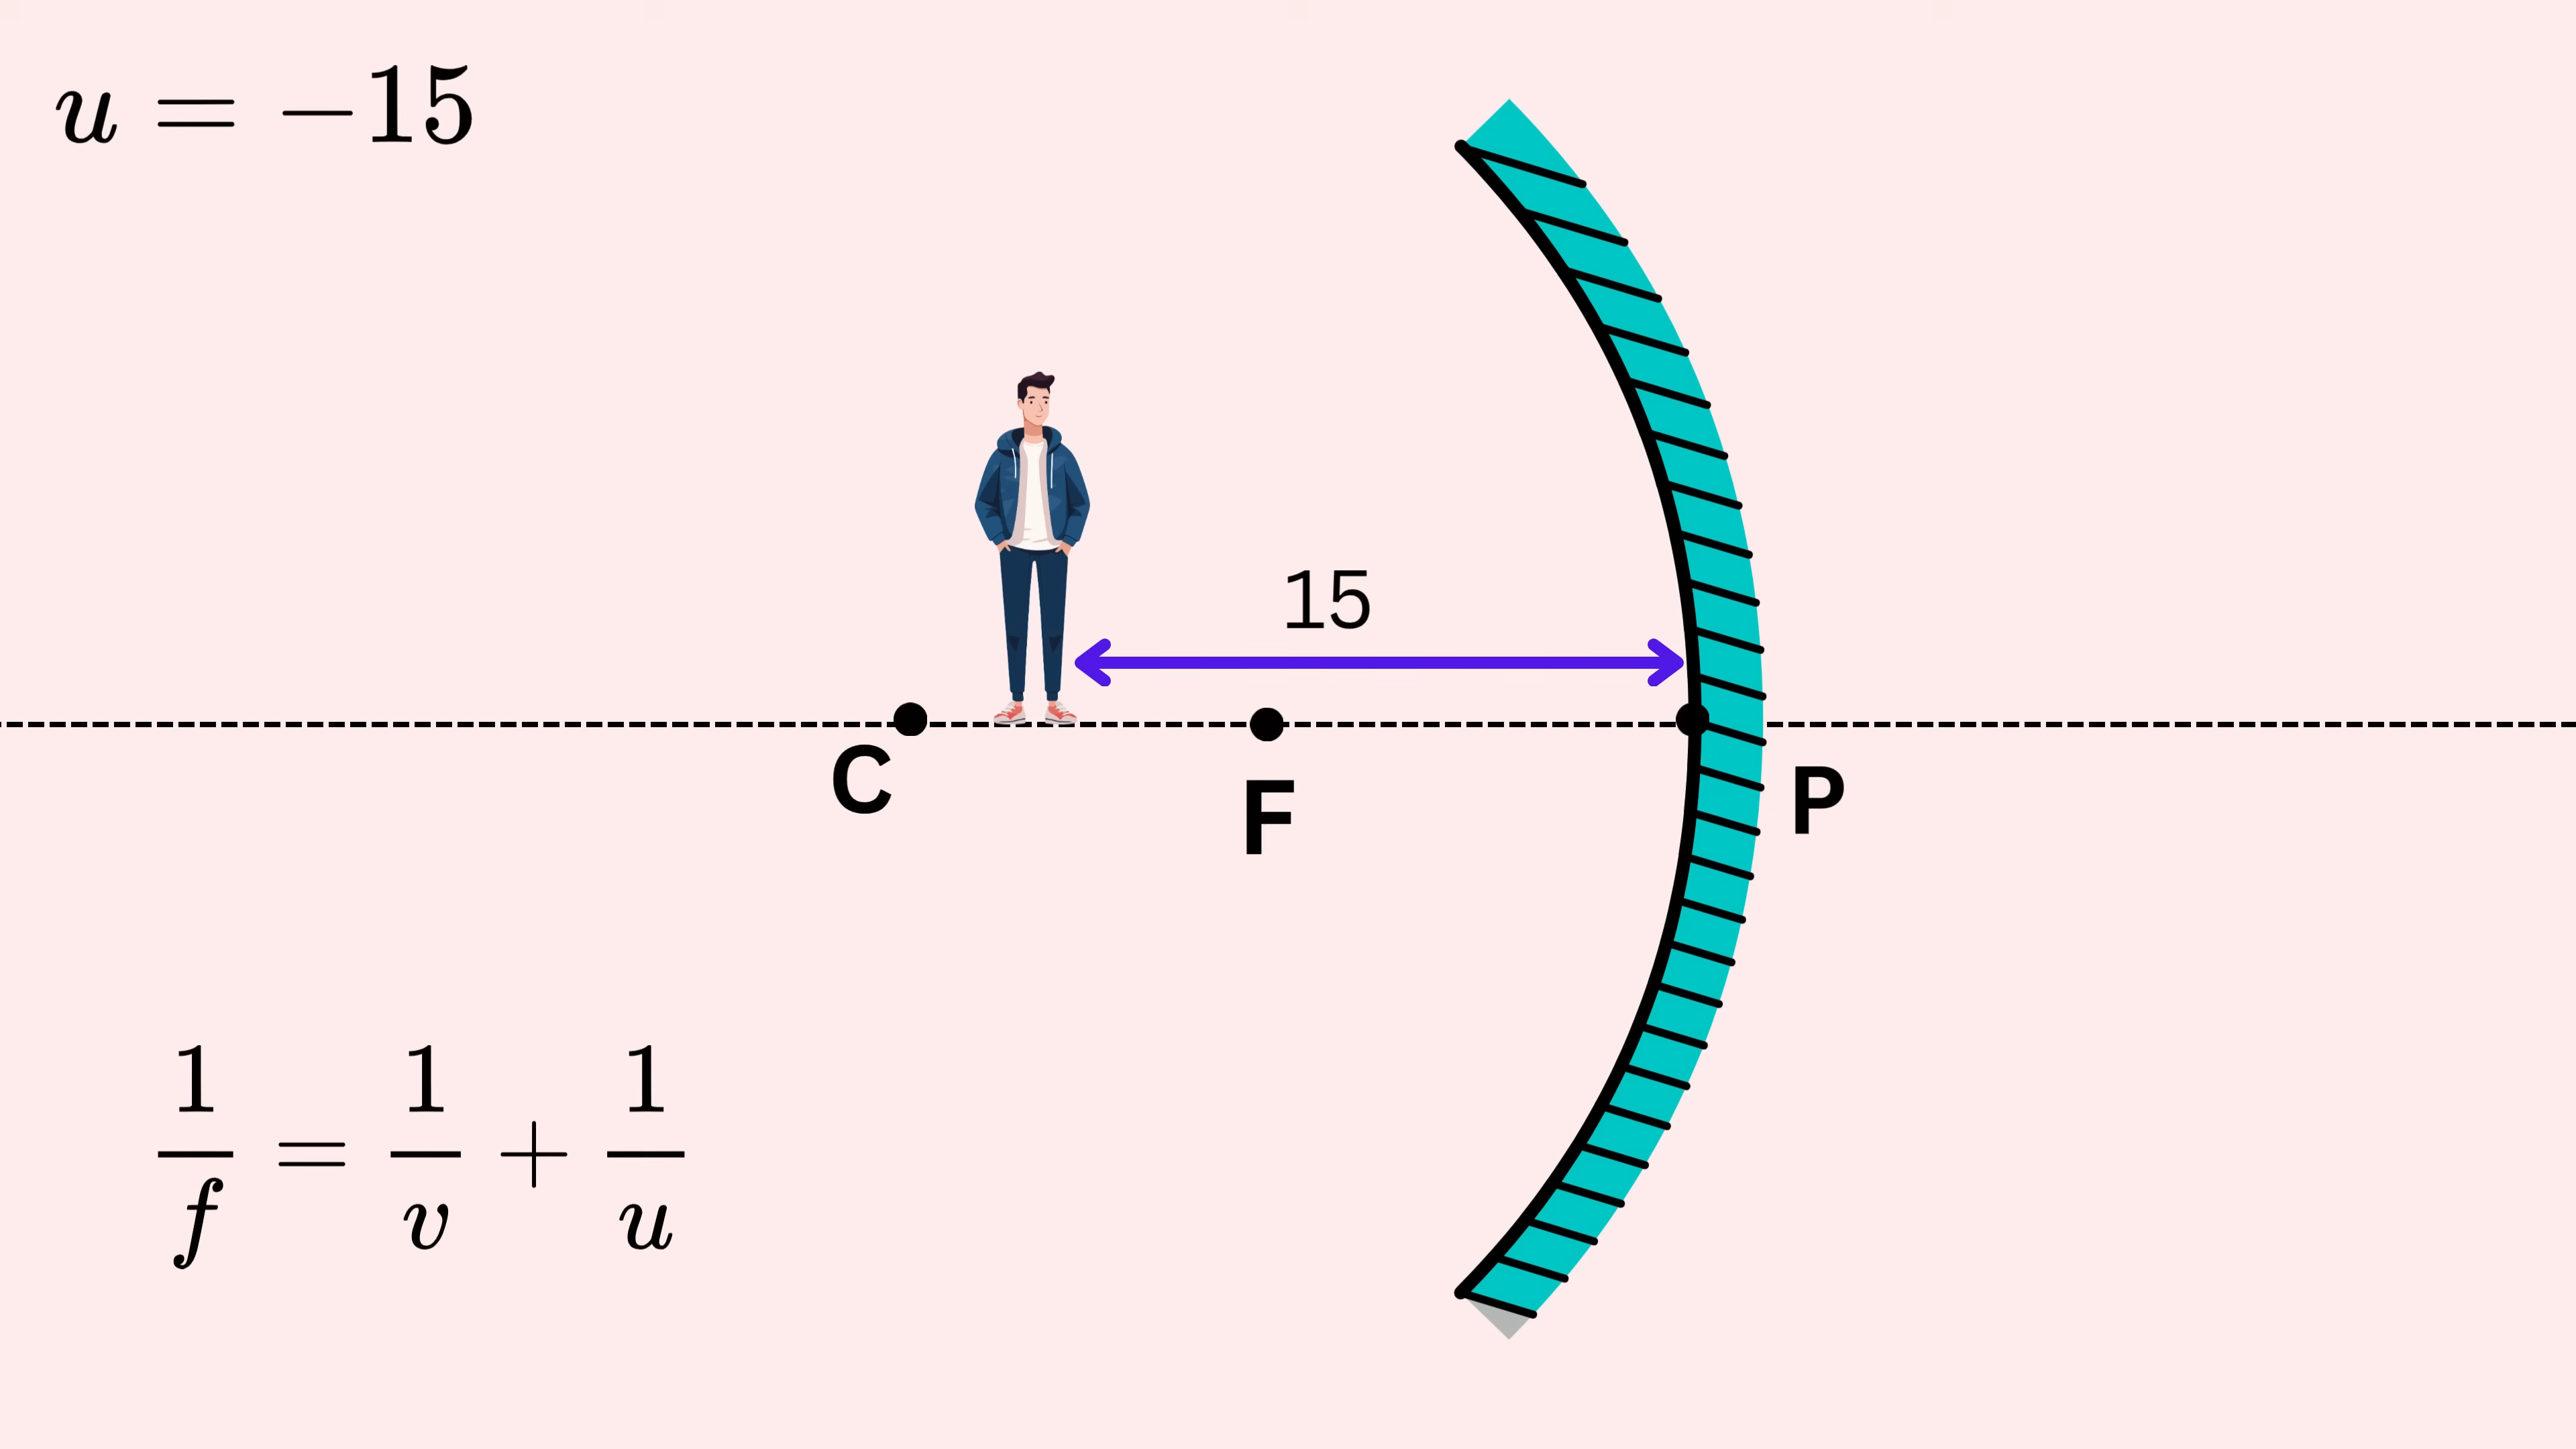 u = −15
15
C
F
P
1/f = 1/v + 1/u